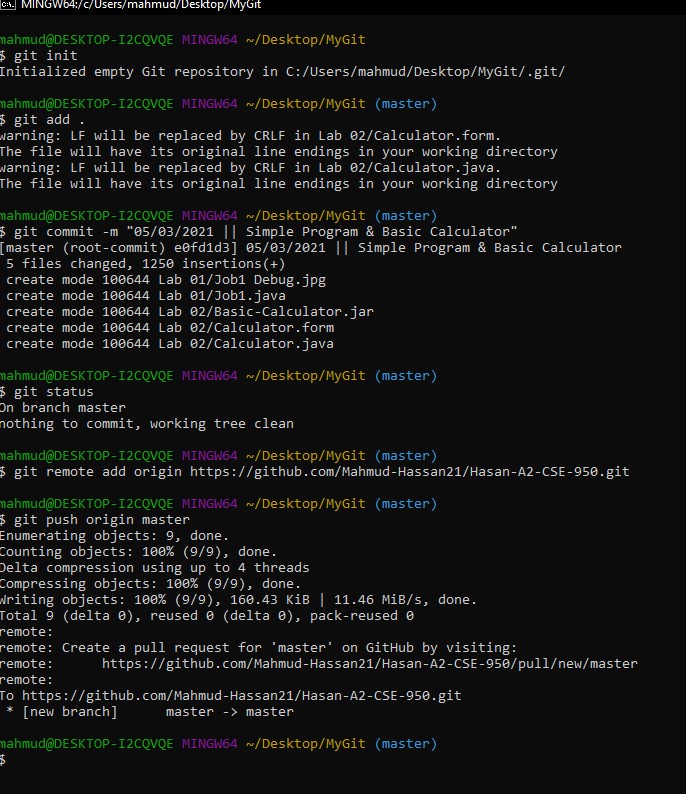 MINGW64:/c/Users/mahmud/Desktop/MyGit
mahmud@DESKTOP-I2CQVQE MINGW64 ~/Desktop/MyGit
$ git init
Initialized empty Git repository in C:/Users/mahmud/Desktop/MyGit/.git/
mahmud@DESKTOP-I2CQVQE MINGW64 ~/Desktop/MyGit (master)
$ git add .
warning: LF will be replaced by CRLF in Lab 02/Calculator.form.
The file will have its original line endings in your working directory
warning: LF will be replaced by CRLF in Lab 02/Calculator.java.
The file will have its original line endings in your working directory
mahmud@DESKTOP-I2CQVQE MINGW64 ~/Desktop/MyGit (master)
$ git commit -m "05/03/2021 || Simple Program & Basic Calculator"
[master (root-commit) e0fd1d3] 05/03/2021 || Simple Program & Basic Calculator
5 files changed, 1250 insertions(+)
create mode 100644 Lab 01/Job1 Debug.jpg
create mode 100644 Lab 01/Job1.java
create mode 100644 Lab 02/Basic-Calculator.jar
create mode 100644 Lab 02/Calculator.form
create mode 100644 Lab 02/Calculator.java
mahmud@DESKTOP-I2CQVQE MINGW64 ~/Desktop/MyGit (master)
$ git status
On branch master
nothing to commit, working tree clean
mahmud@DESKTOP-I2CQVQE MINGW64 ~/Desktop/MyGit (master)
$ git remote add origin https://github.com/Mahmud-Hassan21/Hasan-A2-CSE-950.git
mahmud@DESKTOP-I2CQVQE MINGW64 ~/Desktop/MyGit (master)
$ git push origin master
Enumerating objects: 9, done.
Counting objects: 100% (9/9), done.
Delta compression using up to 4 threads
Compressing objects: 100% (9/9), done.
Writing objects: 100% (9/9), 160.43 KiB | 11.46 MiB/s, done.
Total 9 (delta 0), reused 0 (delta 0), pack-reused 0
remote:
remote: Create a pull request for 'master' on GitHub by visiting:
remote:      https://github.com/Mahmud-Hassan21/Hasan-A2-CSE-950/pull/new/master
remote:
To https://github.com/Mahmud-Hassan21/Hasan-A2-CSE-950.git
* [new branch]      master -> master
mahmud@DESKTOP-I2CQVQE MINGW64 ~/Desktop/MyGit (master)
$